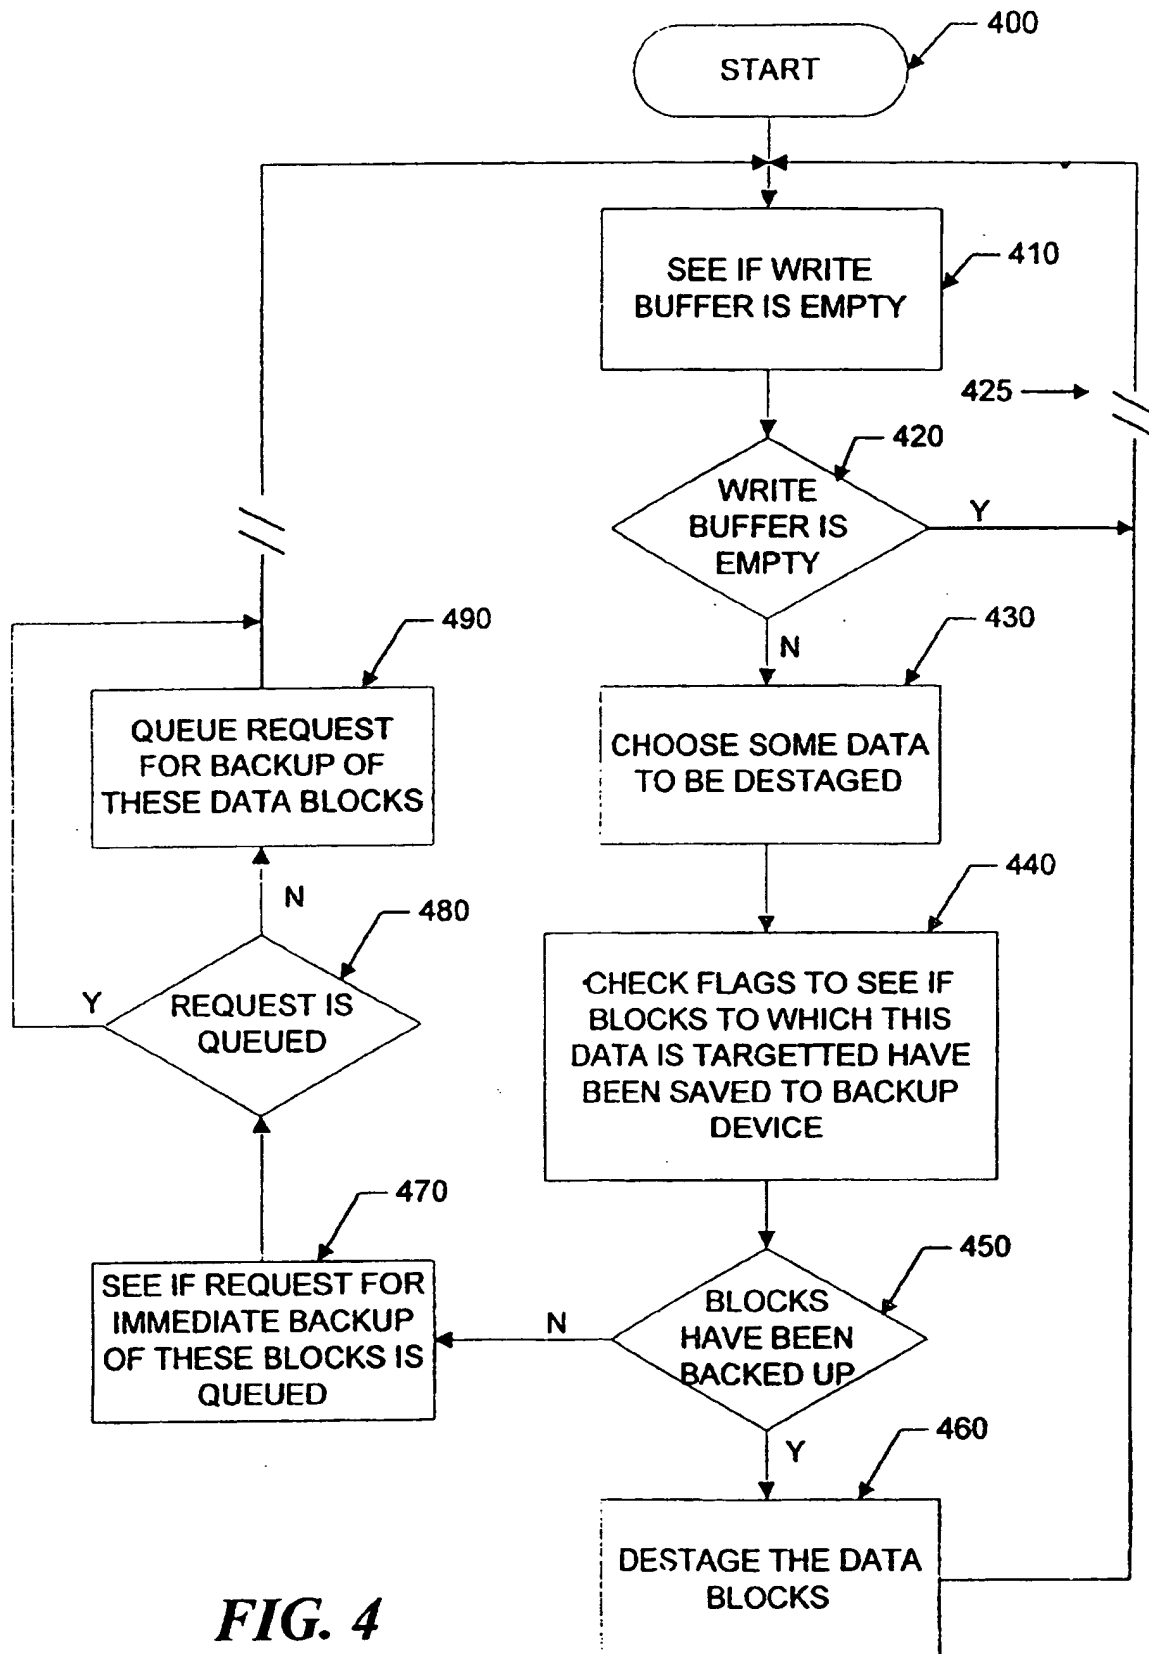 400
START
SEE IF WRITE
BUFFER IS EMPTY
410
425
420
WRITE
BUFFER IS
EMPTY
Y
N
430
CHOOSE SOME DATA
TO BE DESTAGED
490
QUEUE REQUEST
FOR BACKUP OF
THESE DATA BLOCKS
N
480
REQUEST IS
QUEUED
Y
440
CHECK FLAGS TO SEE IF
BLOCKS TO WHICH THIS
DATA IS TARGETTED HAVE
BEEN SAVED TO BACKUP
DEVICE
470
SEE IF REQUEST FOR
IMMEDIATE BACKUP
OF THESE BLOCKS IS
QUEUED
N
450
BLOCKS
HAVE BEEN
BACKED UP
Y
460
DESTAGE THE DATA
BLOCKS
FIG. 4